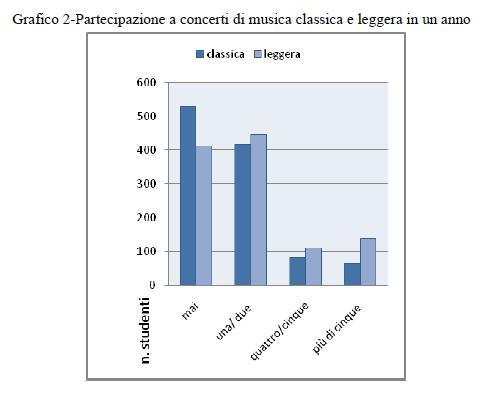 Grafico 2-Partecipazione a concerti di musica classica e leggera in un anno
classica leggera
600
500
400
300
200
100
0
n. studenti
mai
una/due
quattro/cinque
più di cinque